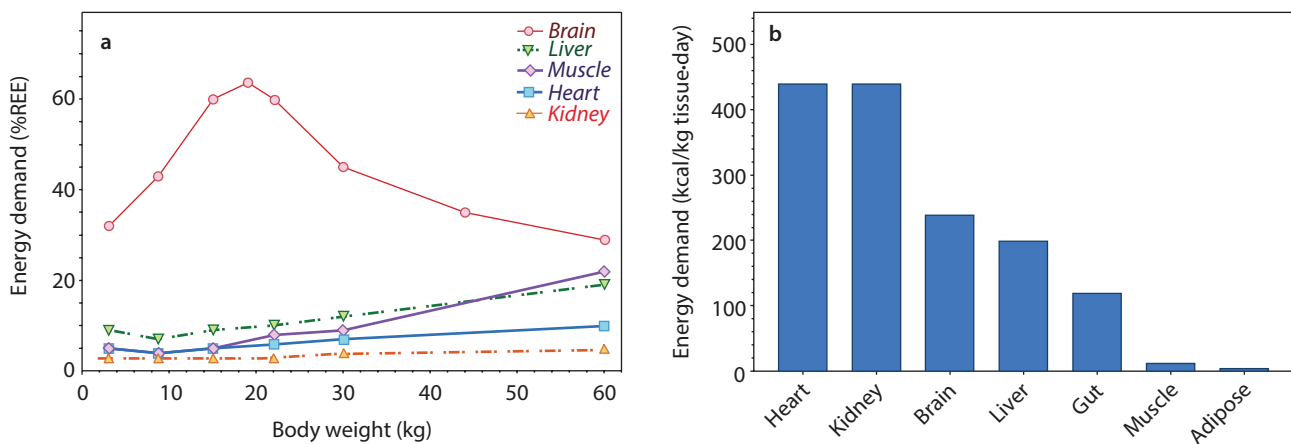 a
Brain
Liver
Muscle
Heart
Kidney
Energy demand (%REE)
60
40
20
0
0
10
20
30
40
50
60
Body weight (kg)
b
Energy demand (kcal/kg tissue•day)
500
400
500
200
100
0
Heart
Kidney
Brain
Liver
Gut
Muscle
Adipose